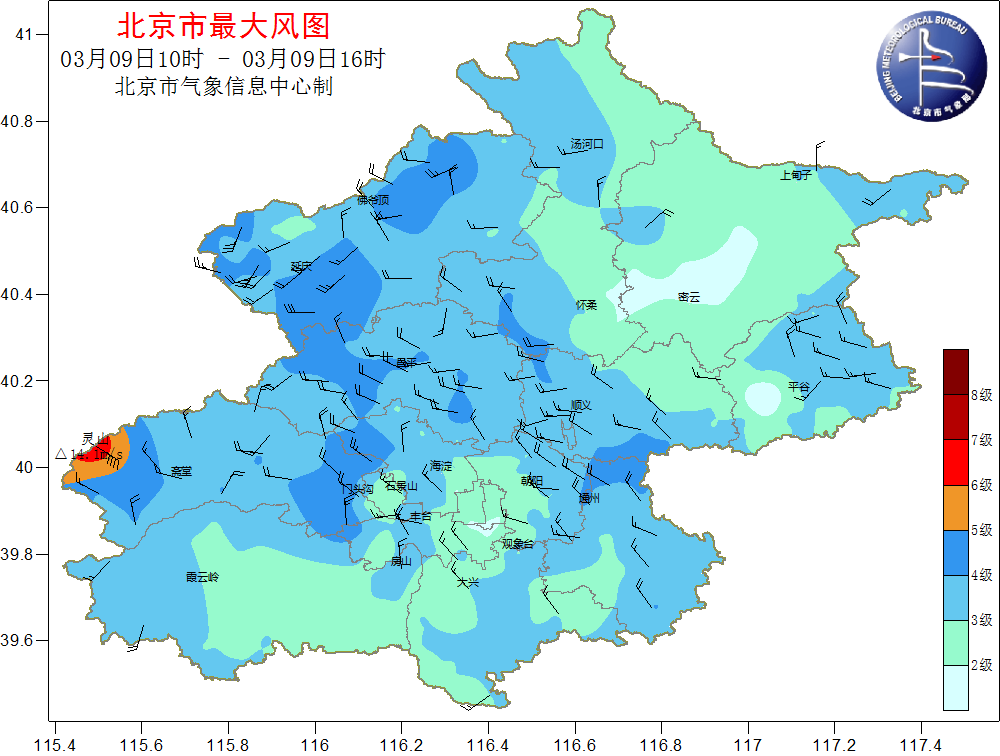 北京市最大风图
03月09日10时 - 03月09日16时
北京市气象信息中心制
BEIJING METEOROLOGICAL BUREAU
北京市气象局
41
40.8
40.6
40.4
40.2
40
39.8
39.6
汤河口
上甸子
佛爷顶
延庆
怀柔
密云
昌平
平谷
顺义
灵山
海淀
斋堂
朝阳
门头沟
石景山
通州
丰台
观象台
房山
霞云岭
大兴
8级
7级
6级
5级
4级
3级
2级
115.4 115.6 115.8 116 116.2 116.4 116.6 116.8 117 117.2 117.4